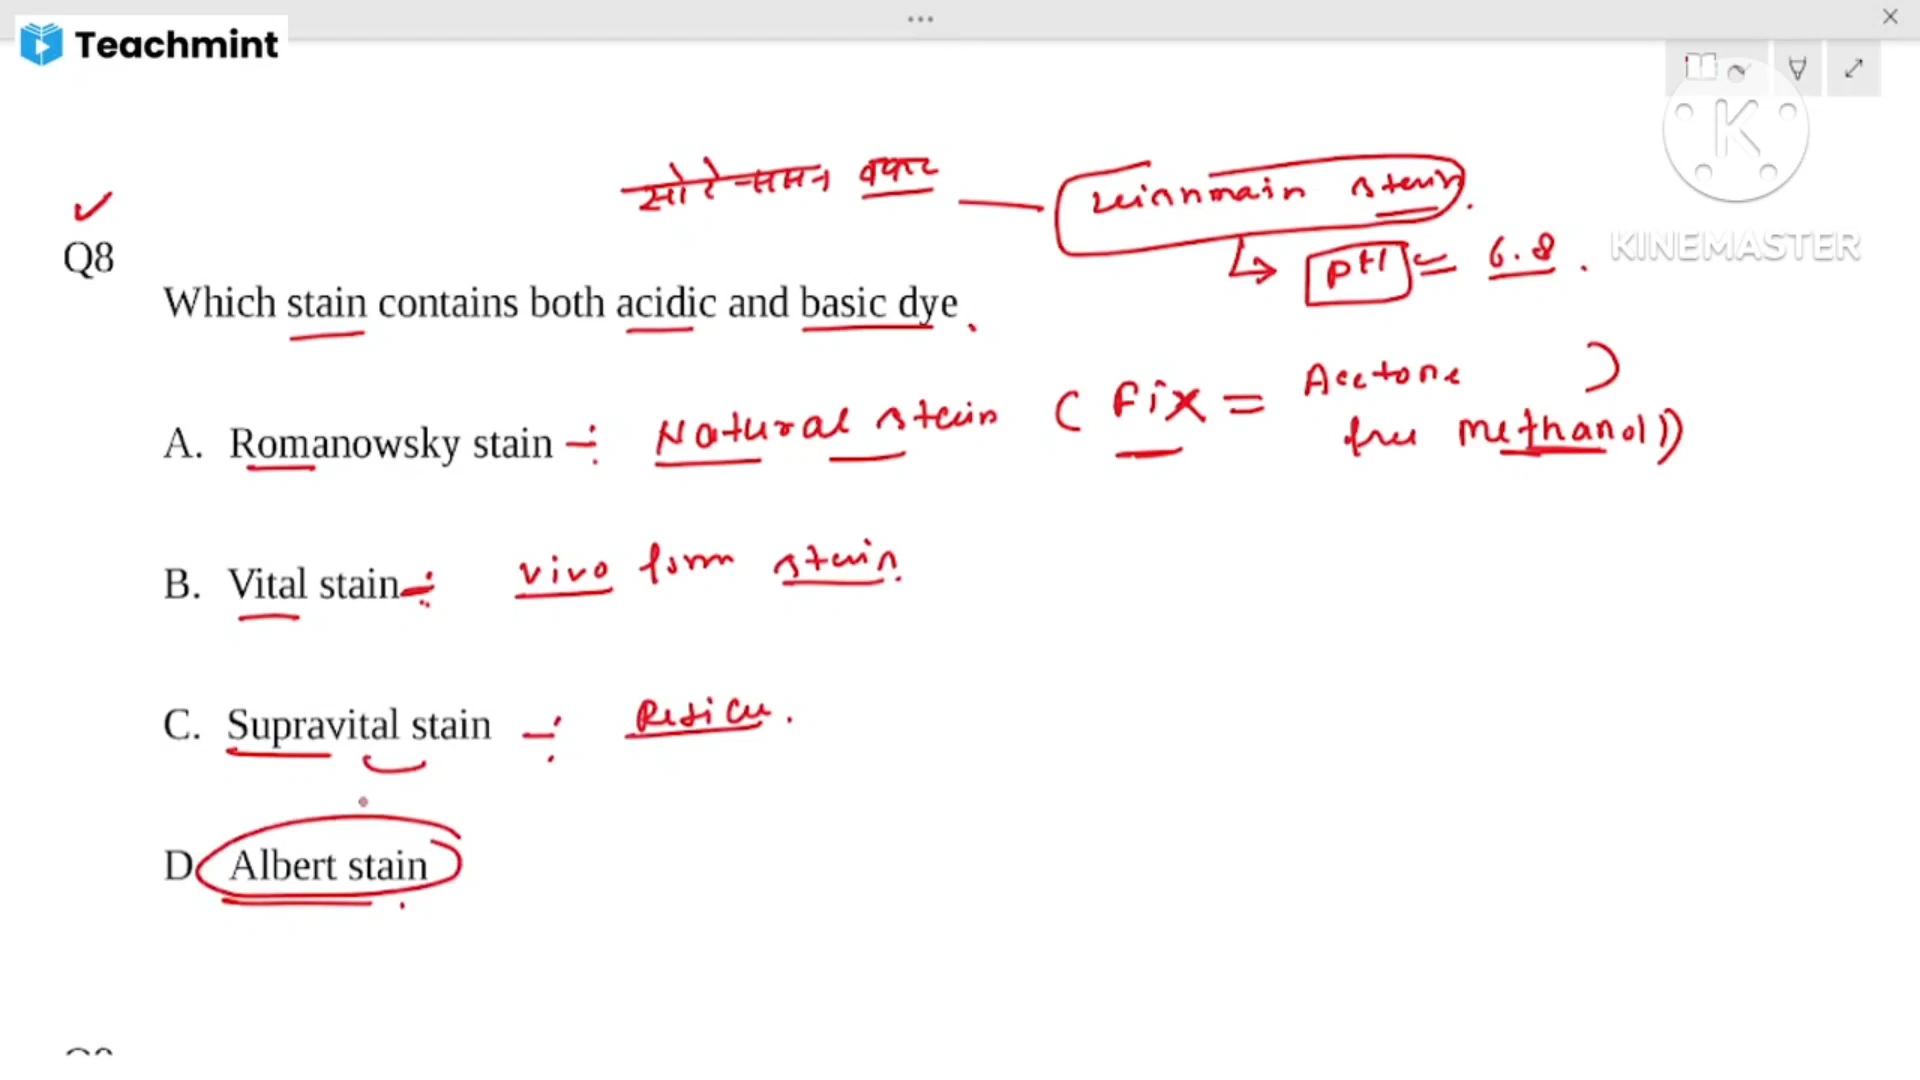 Teachmint
KINEMASTER
stain.
pH = 6.8.
Q8
Which stain contains both acidic and basic dye.
A. Romanowsky stain Natural stain ( Fix = Acetone )
free methanol))
B. Vital stain vivo form stain.
C. Supravital stain
D Albert stain